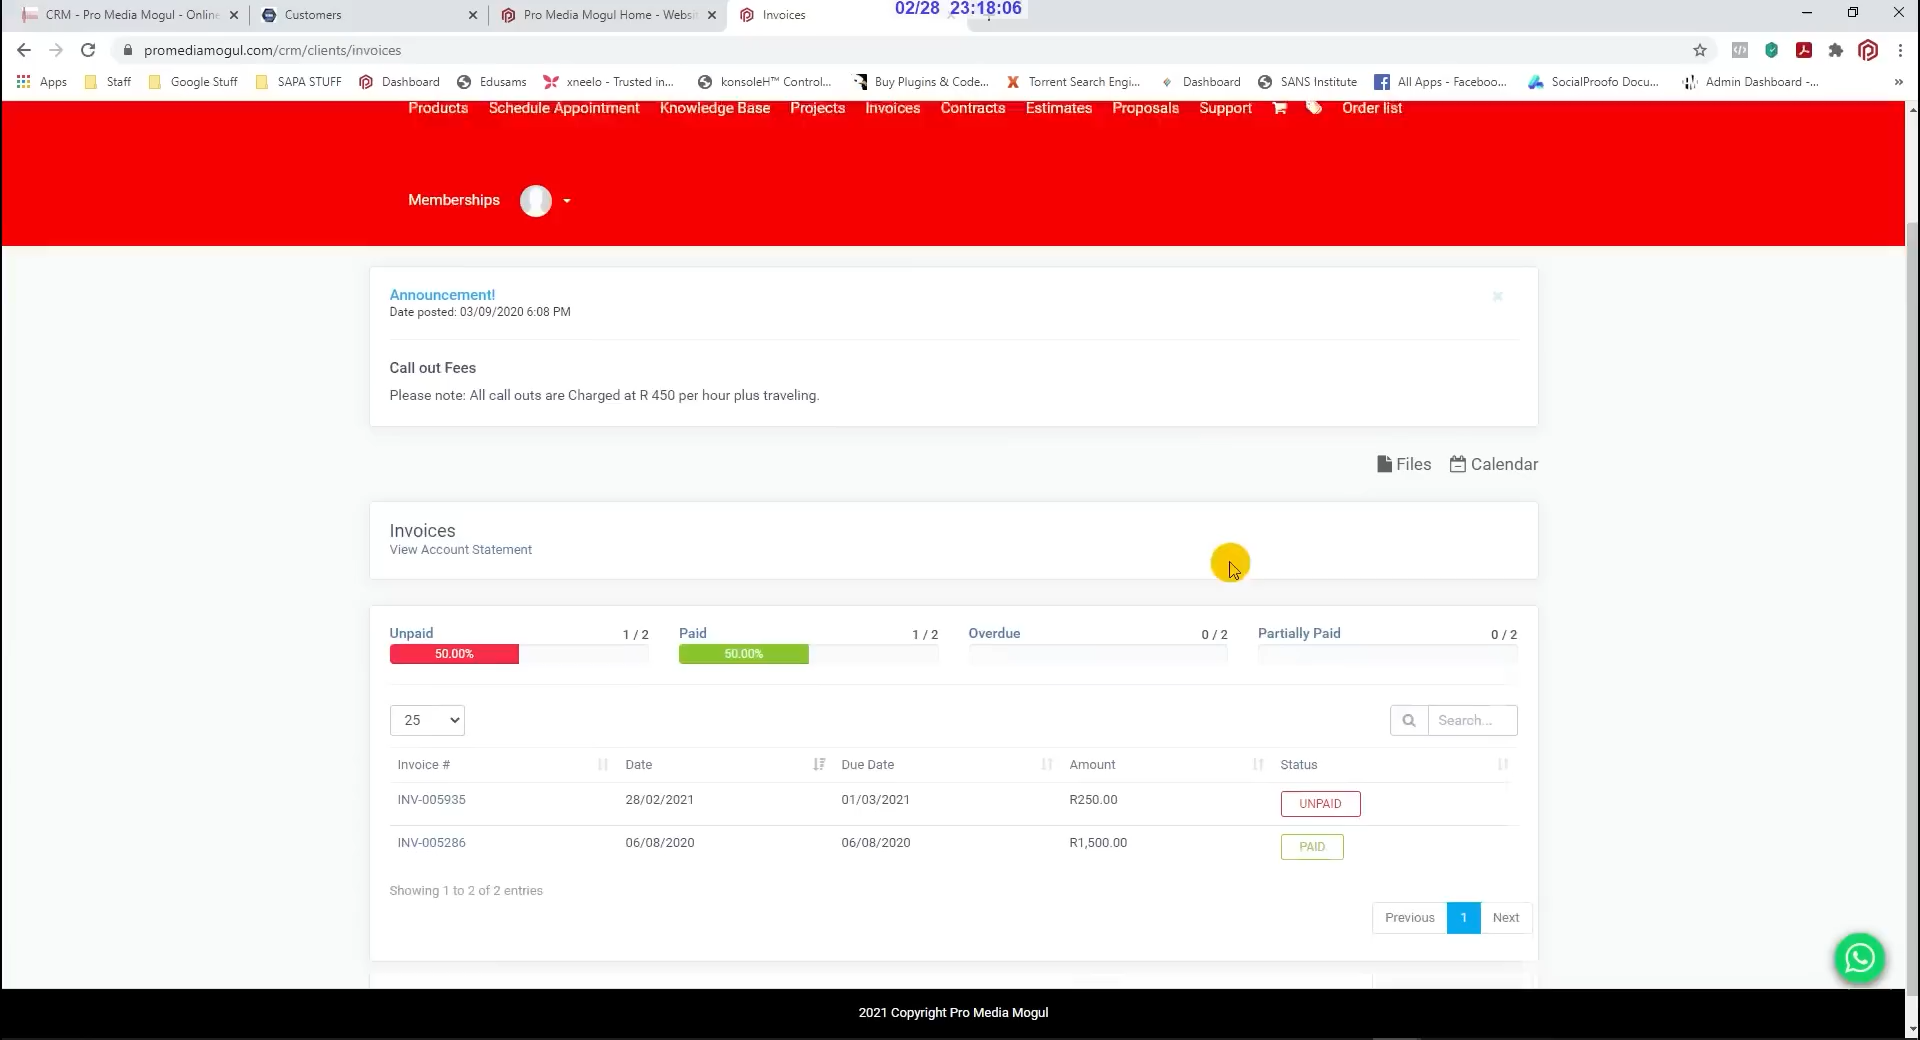 02/28 23:18:06
CRM - Pro Media Mogul - Online
Customers
Pro Media Mogul Home - Websi
Invoices
promediamogul.com/crm/clients/invoices
Apps
Staff
Google Stuff
SAPA STUFF
Dashboard
Edusams
xneelo - Trusted in...
konsoleH™ Control...
Buy Plugins & Code...
Torrent Search Engi...
Dashboard
SANS Institute
All Apps - Faceboo...
SocialProofo Docu...
Admin Dashboard -...
»
Products Schedule Appointment Knowledge Base Projects Invoices Contracts Estimates Proposals Support Order list
Memberships
Announcement!
Date posted: 03/09/2020 6:08 PM
Call out Fees
Please note: All call outs are Charged at R 450 per hour plus traveling.
Files Calendar
Invoices
View Account Statement
Unpaid 1 / 2 Paid 1 / 2 Overdue 0 / 2 Partially Paid 0 / 2
50.00% 50.00%
25 Search...
Invoice # Date Due Date Amount Status
INV-005935 28/02/2021 01/03/2021 R250.00 UNPAID
INV-005286 06/08/2020 06/08/2020 R1,500.00 PAID
Showing 1 to 2 of 2 entries
Previous 1 Next
2021 Copyright Pro Media Mogul